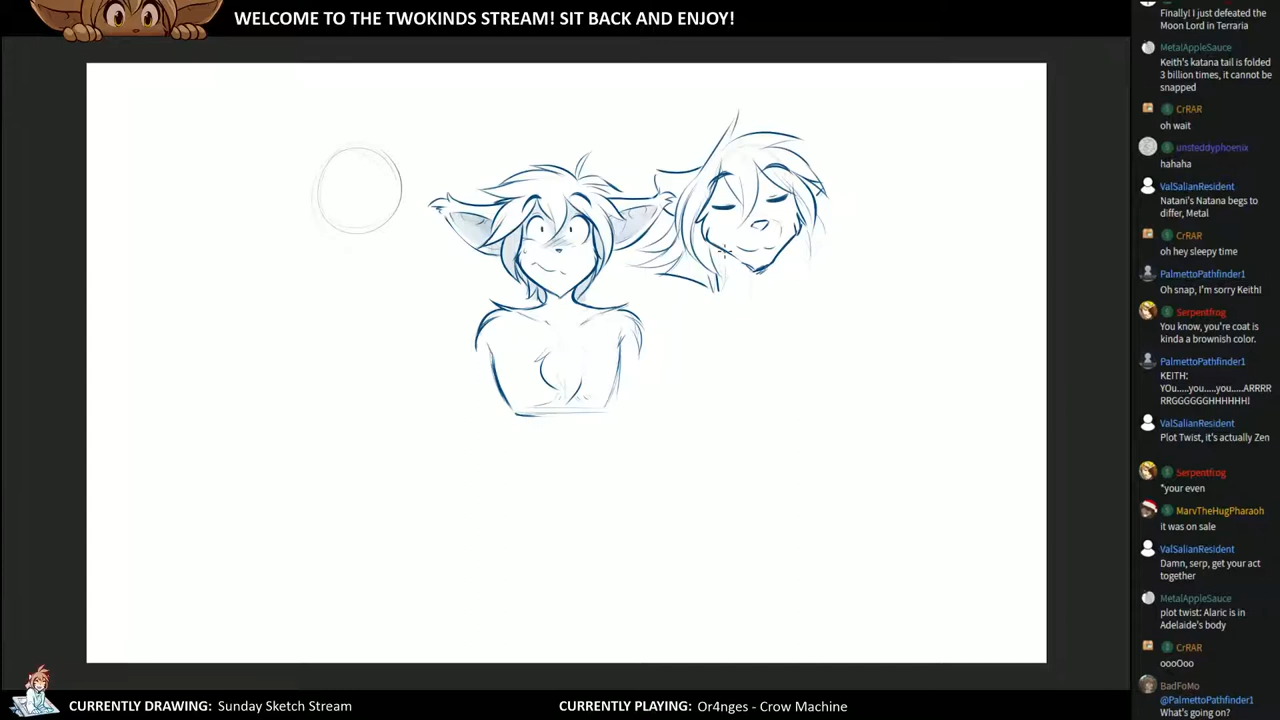 WELCOME TO THE TWOKINDS STREAM! SIT BACK AND ENJOY!
Finally! I just defeated the
Moon Lord in Terraria
MetalAppleSauce
Keith's katana tail is folded
3 billion times, it cannot be
snapped
CrRAR
oh wait
unsteddyphoenix
hahaha
ValSalianResident
Natani's Natana begs to
differ, Metal
CrRAR
oh hey sleepy time
PalmettoPathfinder1
Oh snap, I'm sorry Keith!
Serpentfrog
You know, you're coat is
kinda a brownish color.
PalmettoPathfinder1
KEITH:
YOu.....you.....you....ARRRR
RRGGGGGGHHHHHH!
ValSalianResident
Plot Twist, it's actually Zen
Serpentfrog
*your even
MarvTheHugPharaoh
it was on sale
ValSalianResident
Damn, serp, get your act
together
MetalAppleSauce
plot twist: Alaric is in
Adelaide's body
CrRAR
oooOoo
BadFoMo
@PalmettoPathfinder1
What's going on?
CURRENTLY DRAWING: Sunday Sketch Stream
CURRENTLY PLAYING: Or4nges - Crow Machine